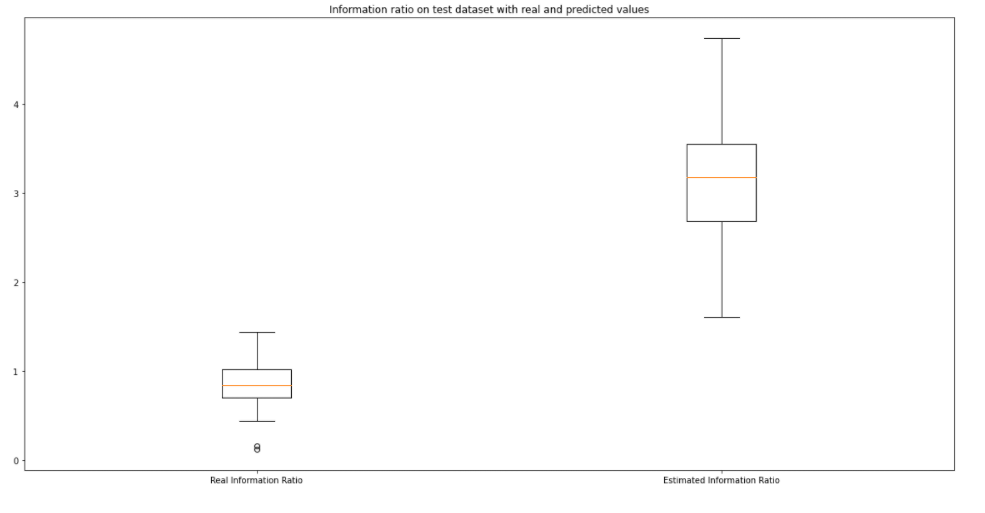 Information ratio on test dataset with real and predicted values
4
3
2
1
0
Real Information Ratio
Estimated Information Ratio